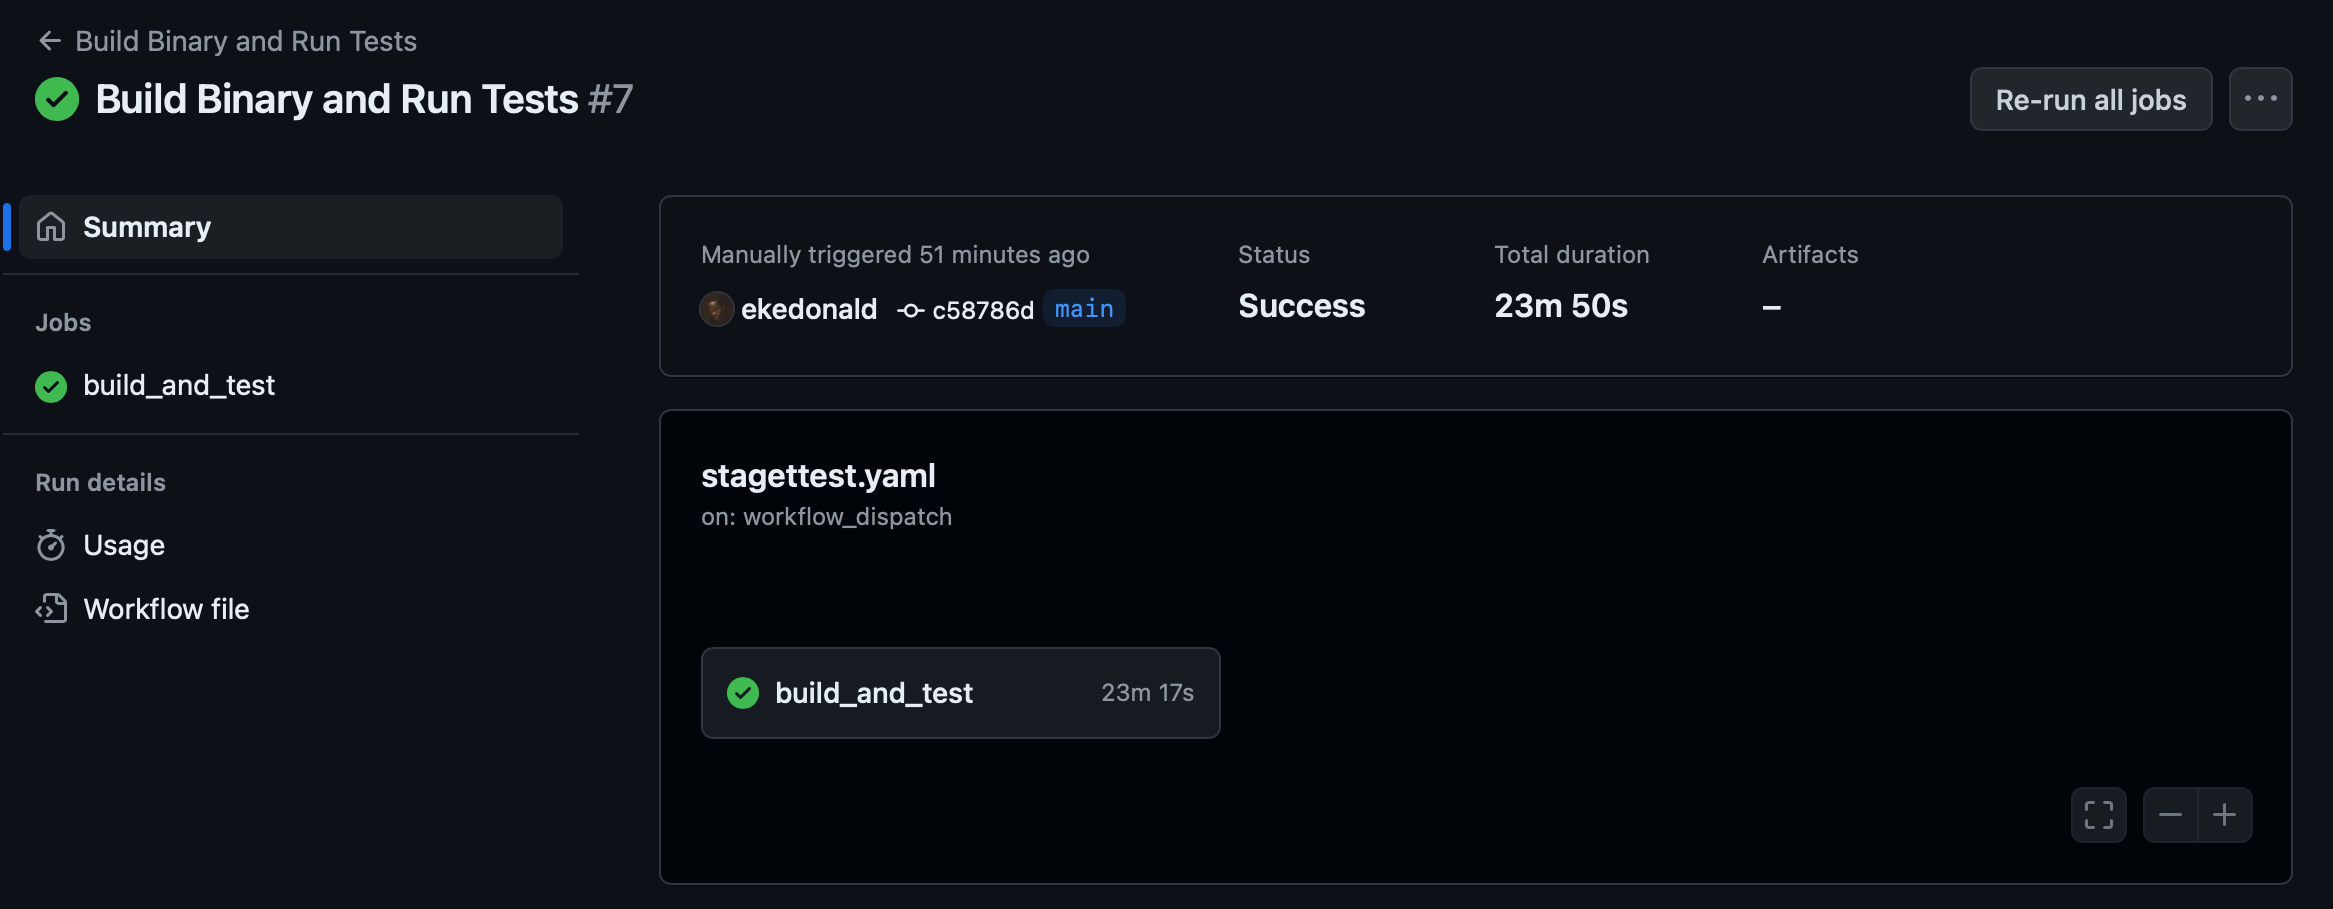 Build Binary and Run Tests
Build Binary and Run Tests #7
Re-run all jobs
Summary
Jobs
build_and_test
Run details
Usage
Workflow file
Manually triggered 51 minutes ago
ekedonald c58786d main
Status
Success
Total duration
23m 50s
Artifacts
–
stagettest.yaml
on: workflow_dispatch
build_and_test 23m 17s